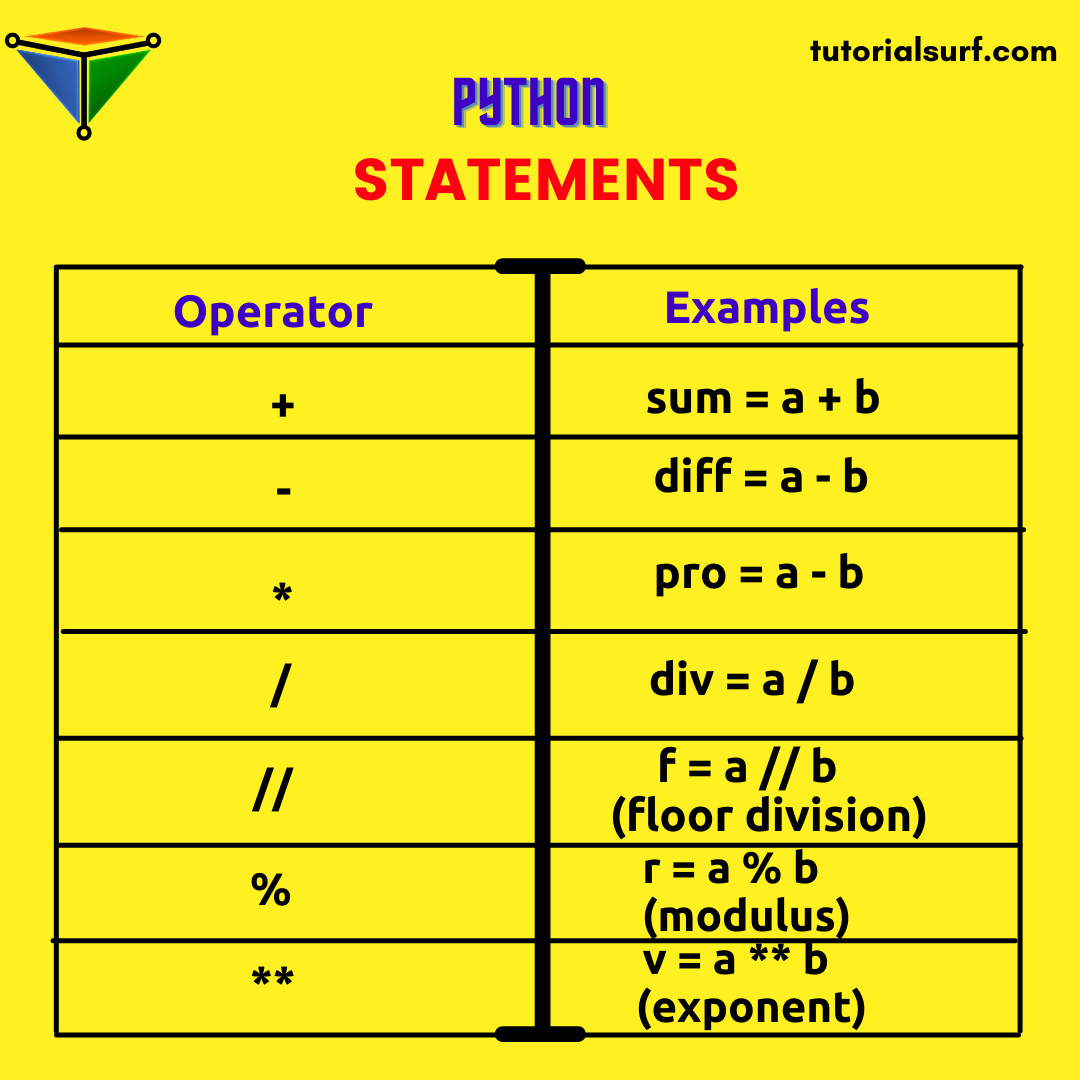 tutorialsurf.com
PYTHON
STATEMENTS
Operator Examples
+ sum = a + b
- diff = a - b
* pro = a - b
/ div = a / b
// f = a // b
(floor division)
% r = a % b
(modulus)
** v = a ** b
(exponent)